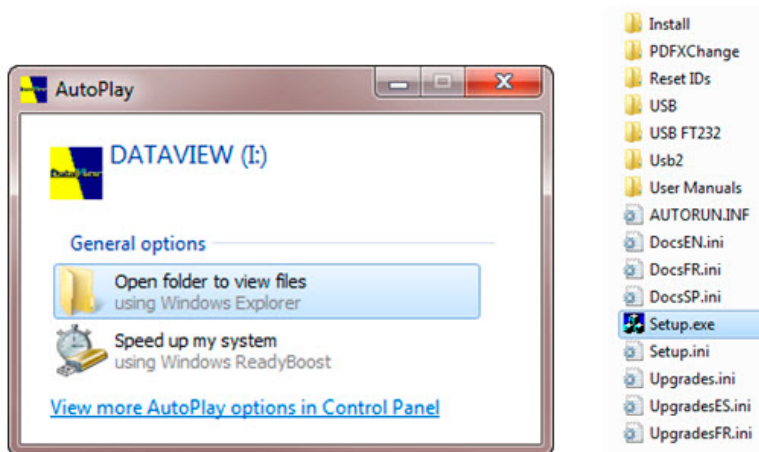 AutoPlay
DataView
DATAVIEW (I:)
General options
Open folder to view files
using Windows Explorer
Speed up my system
using Windows ReadyBoost
View more AutoPlay options in Control Panel
Install
PDFXChange
Reset IDs
USB
USB FT232
Usb2
User Manuals
AUTORUN.INF
DocsEN.ini
DocsFR.ini
DocsSP.ini
Setup.exe
Setup.ini
Upgrades.ini
UpgradesES.ini
UpgradesFR.ini